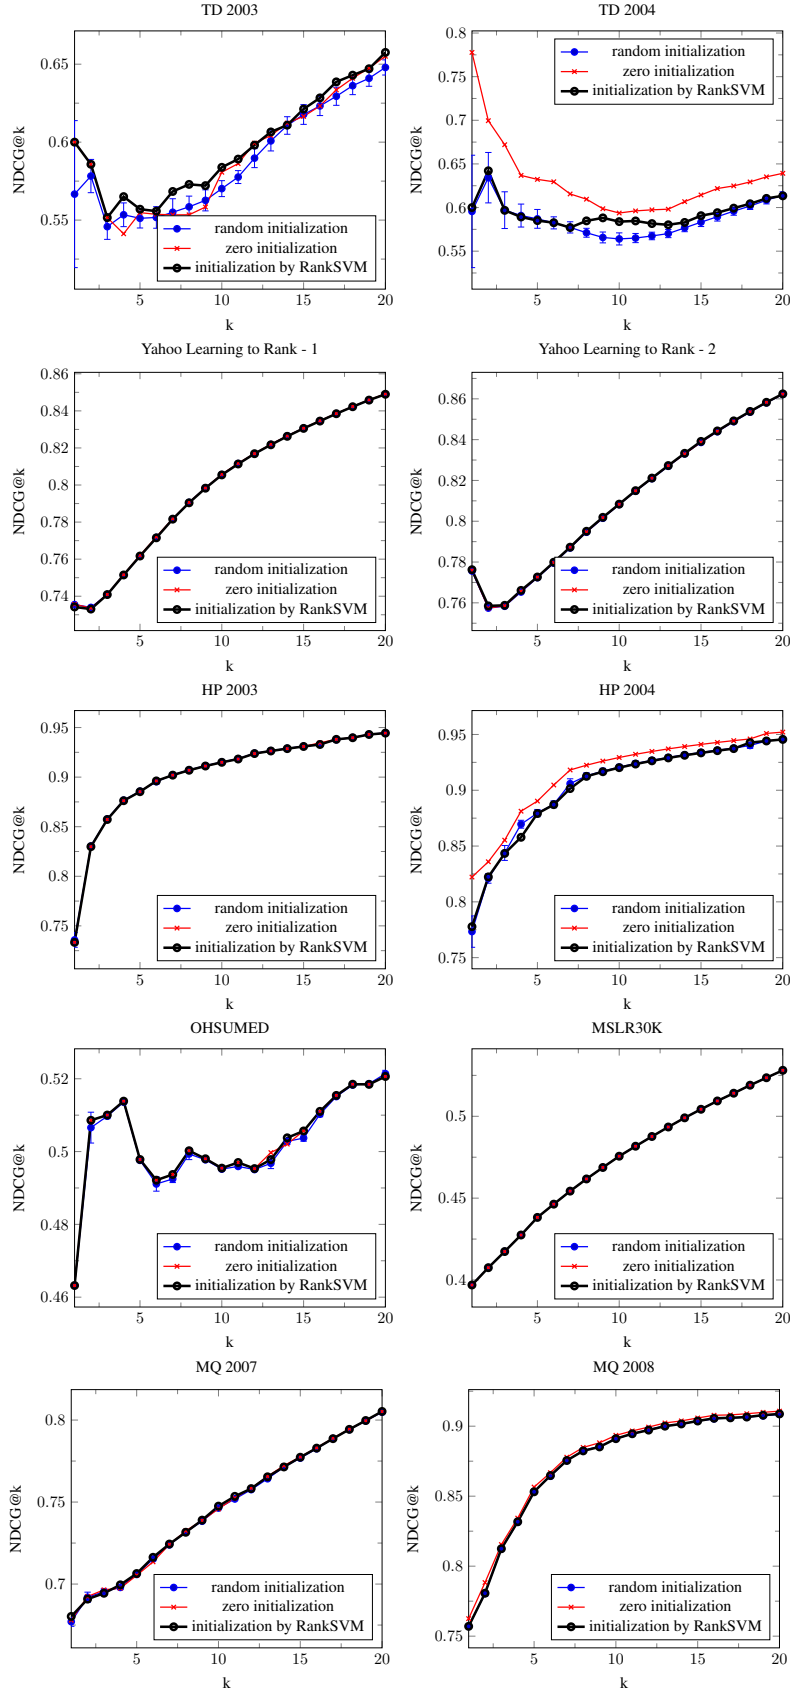 TD 2003
0.65
0.6
0.55
NDCG@k
random initialization
zero initialization
initialization by RankSVM
5
10
15
20
k
TD 2004
0.8
0.75
0.7
0.65
0.6
0.55
NDCG@k
random initialization
zero initialization
initialization by RankSVM
5
10
15
20
k
Yahoo Learning to Rank - 1
0.86
0.84
0.82
0.8
0.78
0.76
0.74
NDCG@k
random initialization
zero initialization
initialization by RankSVM
5
10
15
20
k
Yahoo Learning to Rank - 2
0.86
0.84
0.82
0.8
0.78
0.76
NDCG@k
random initialization
zero initialization
initialization by RankSVM
5
10
15
20
k
HP 2003
0.95
0.9
0.85
0.8
0.75
NDCG@k
random initialization
zero initialization
initialization by RankSVM
5
10
15
20
k
HP 2004
0.95
0.9
0.85
0.8
0.75
NDCG@k
random initialization
zero initialization
initialization by RankSVM
5
10
15
20
k
OHSUMED
0.52
0.5
0.48
0.46
NDCG@k
random initialization
zero initialization
initialization by RankSVM
5
10
15
20
k
MSLR30K
0.5
0.45
0.4
NDCG@k
random initialization
zero initialization
initialization by RankSVM
5
10
15
20
k
MQ 2007
0.8
0.75
0.7
NDCG@k
random initialization
zero initialization
initialization by RankSVM
5
10
15
20
k
MQ 2008
0.9
0.85
0.8
0.75
NDCG@k
random initialization
zero initialization
initialization by RankSVM
5
10
15
20
k